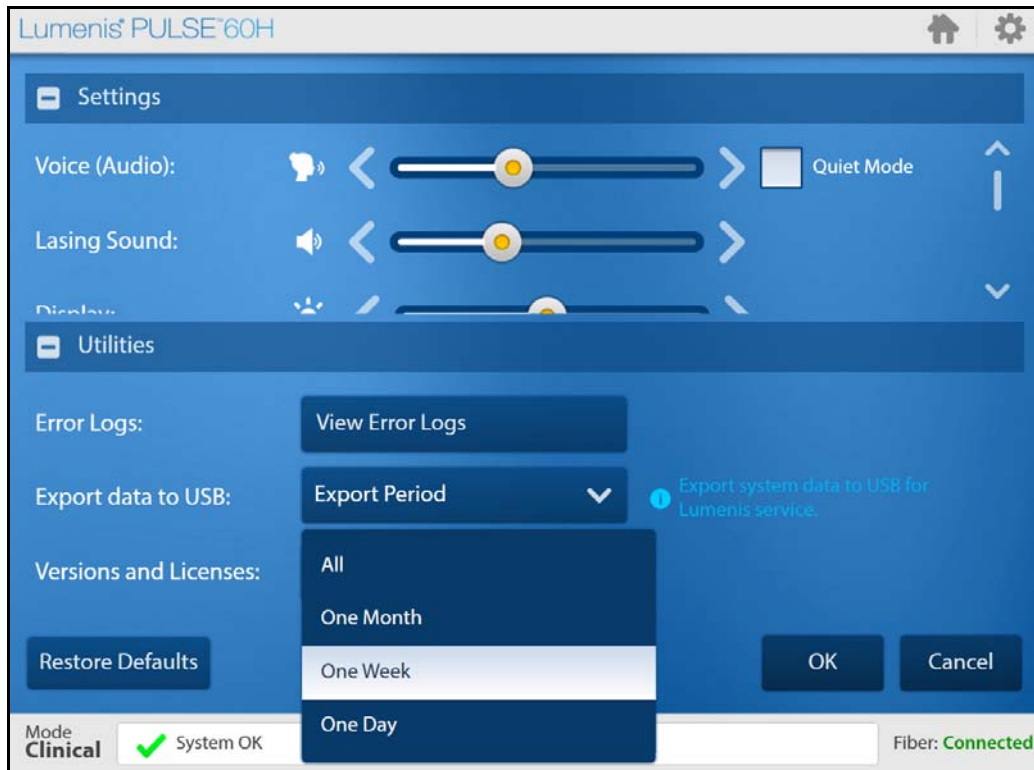 Lumenis® PULSE™60H
Settings
Voice (Audio):
Quiet Mode
Lasing Sound:
Display:
Utilities
Error Logs:
View Error Logs
Export data to USB:
Export Period
Export system data to USB for
Lumenis service.
Versions and Licenses:
All
One Month
One Week
One Day
Restore Defaults
OK
Cancel
Mode
Clinical
System OK
Fiber: Connected